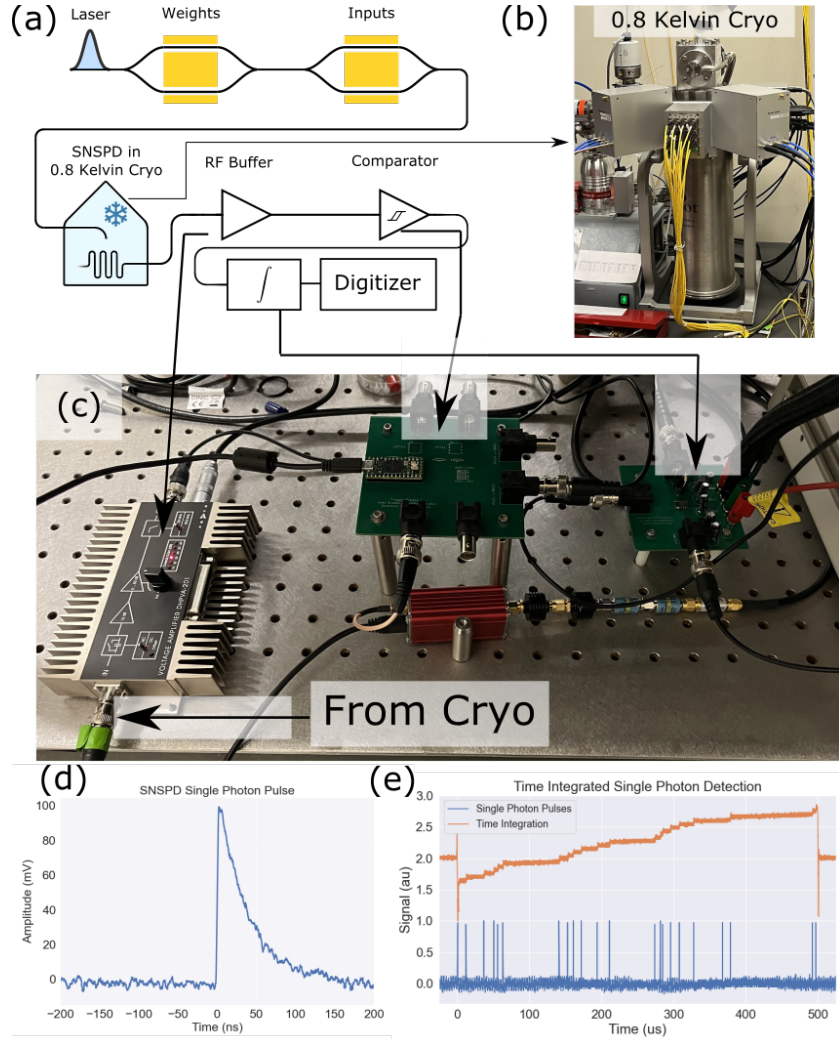 (a)
Laser
Weights
Inputs
(b)
0.8 Kelvin Cryo
SNSPD in
0.8 Kelvin Cryo
RF Buffer
Comparator
∫
Digitizer
(c)
IN
VOLTAGE AMPLIFIER DHPVA-201
From Cryo
(d)
SNSPD Single Photon Pulse
Amplitude (mV)
100
80
60
40
20
0
−200
−150
−100
−50
0
50
100
150
200
Time (ns)
(e)
Time Integrated Single Photon Detection
Single Photon Pulses
Time Integration
Signal (au)
3.0
2.5
2.0
1.5
1.0
0.5
0.0
0
100
200
300
400
500
Time (us)